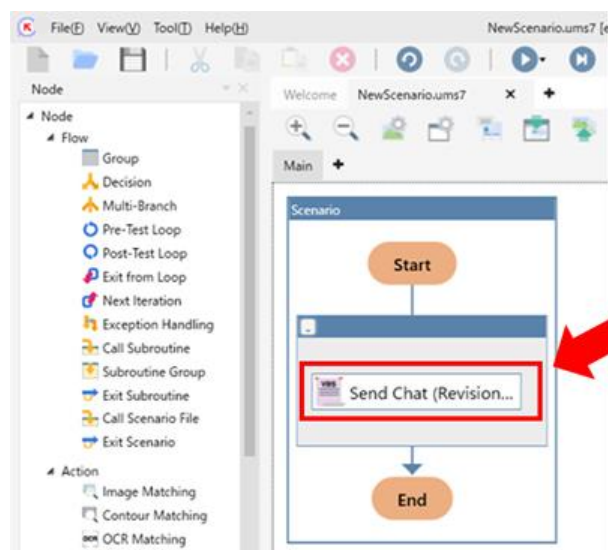 File(F) View(V) Tool(T) Help(H)
NewScenario.ums7 [e
Node
Welcome NewScenario.ums7
Node
Flow
Group
Decision
Multi-Branch
Pre-Test Loop
Post-Test Loop
Exit from Loop
Next Iteration
Exception Handling
Call Subroutine
Subroutine Group
Exit Subroutine
Call Scenario File
Exit Scenario
Action
Image Matching
Contour Matching
OCR OCR Matching
Main
Scenario
Start
VBS Send Chat (Revision...
End